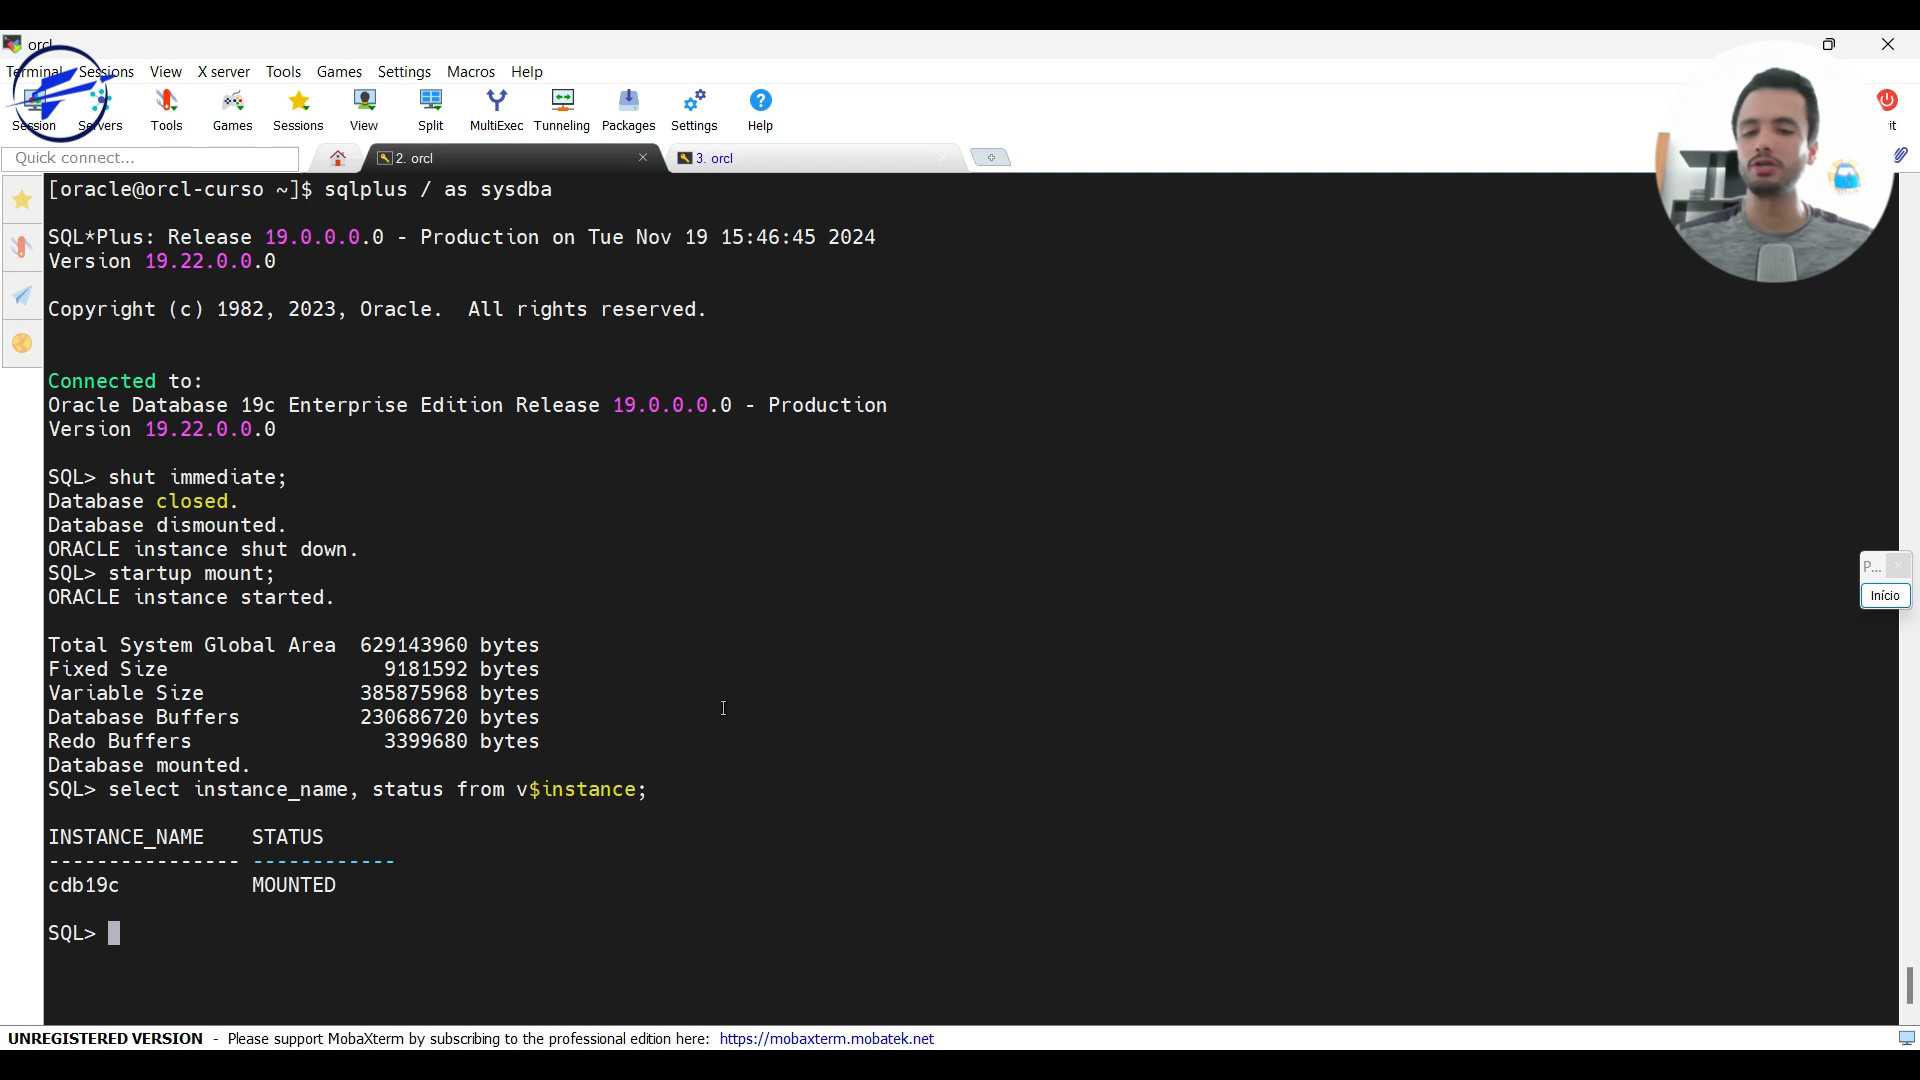 orcl
Terminal Sessions View X server Tools Games Settings Macros Help
Session Servers Tools Games Sessions View Split MultiExec Tunneling Packages Settings Help
Quick connect... 2. orcl 3. orcl
[oracle@orcl-curso ~]$ sqlplus / as sysdba
SQL*Plus: Release 19.0.0.0.0 - Production on Tue Nov 19 15:46:45 2024
Version 19.22.0.0.0
Copyright (c) 1982, 2023, Oracle.  All rights reserved.
Connected to:
Oracle Database 19c Enterprise Edition Release 19.0.0.0.0 - Production
Version 19.22.0.0.0
SQL> shut immediate;
Database closed.
Database dismounted.
ORACLE instance shut down.
SQL> startup mount;
ORACLE instance started.
Total System Global Area  629143960 bytes
Fixed Size                  9181592 bytes
Variable Size             385875968 bytes
Database Buffers          230686720 bytes
Redo Buffers                3399680 bytes
Database mounted.
SQL> select instance_name, status from v$instance;
INSTANCE_NAME    STATUS
---------------- ------------
cdb19c           MOUNTED
SQL>
P...
Início
UNREGISTERED VERSION - Please support MobaXterm by subscribing to the professional edition here: https://mobaxterm.mobatek.net